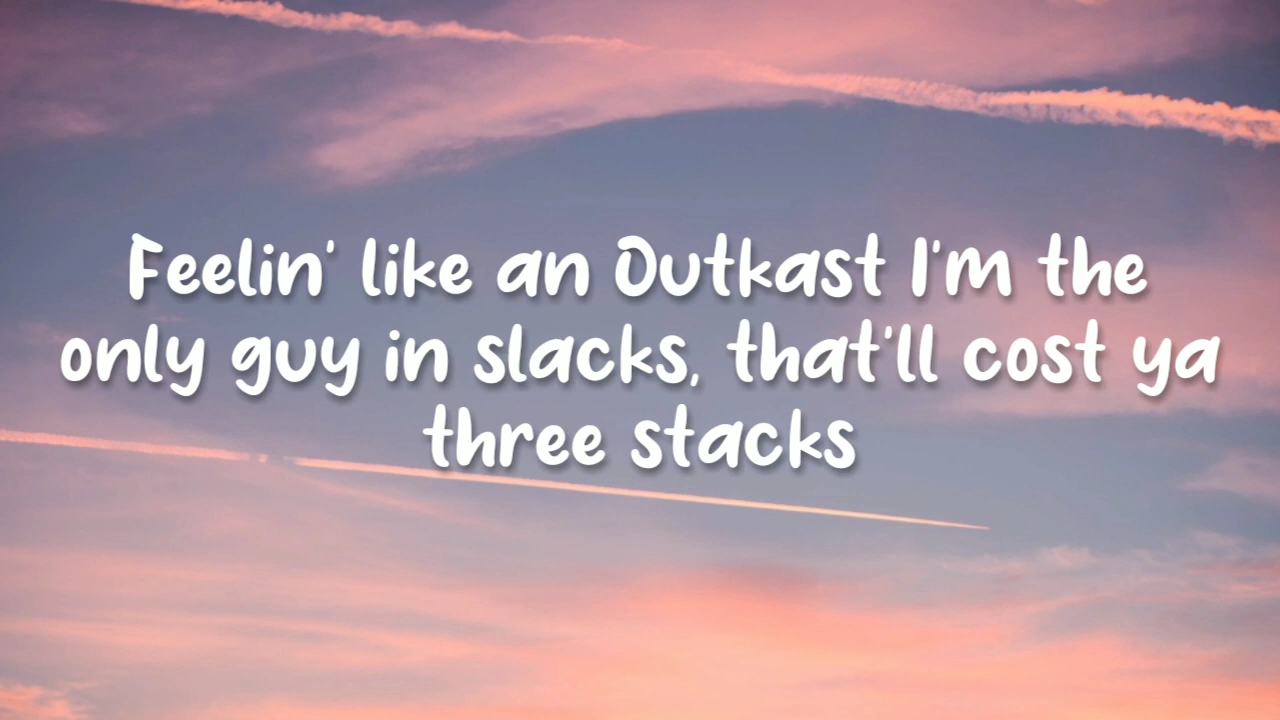 Feelin' like an Outkast I'm the
only guy in slacks, that'll cost ya
three stacks